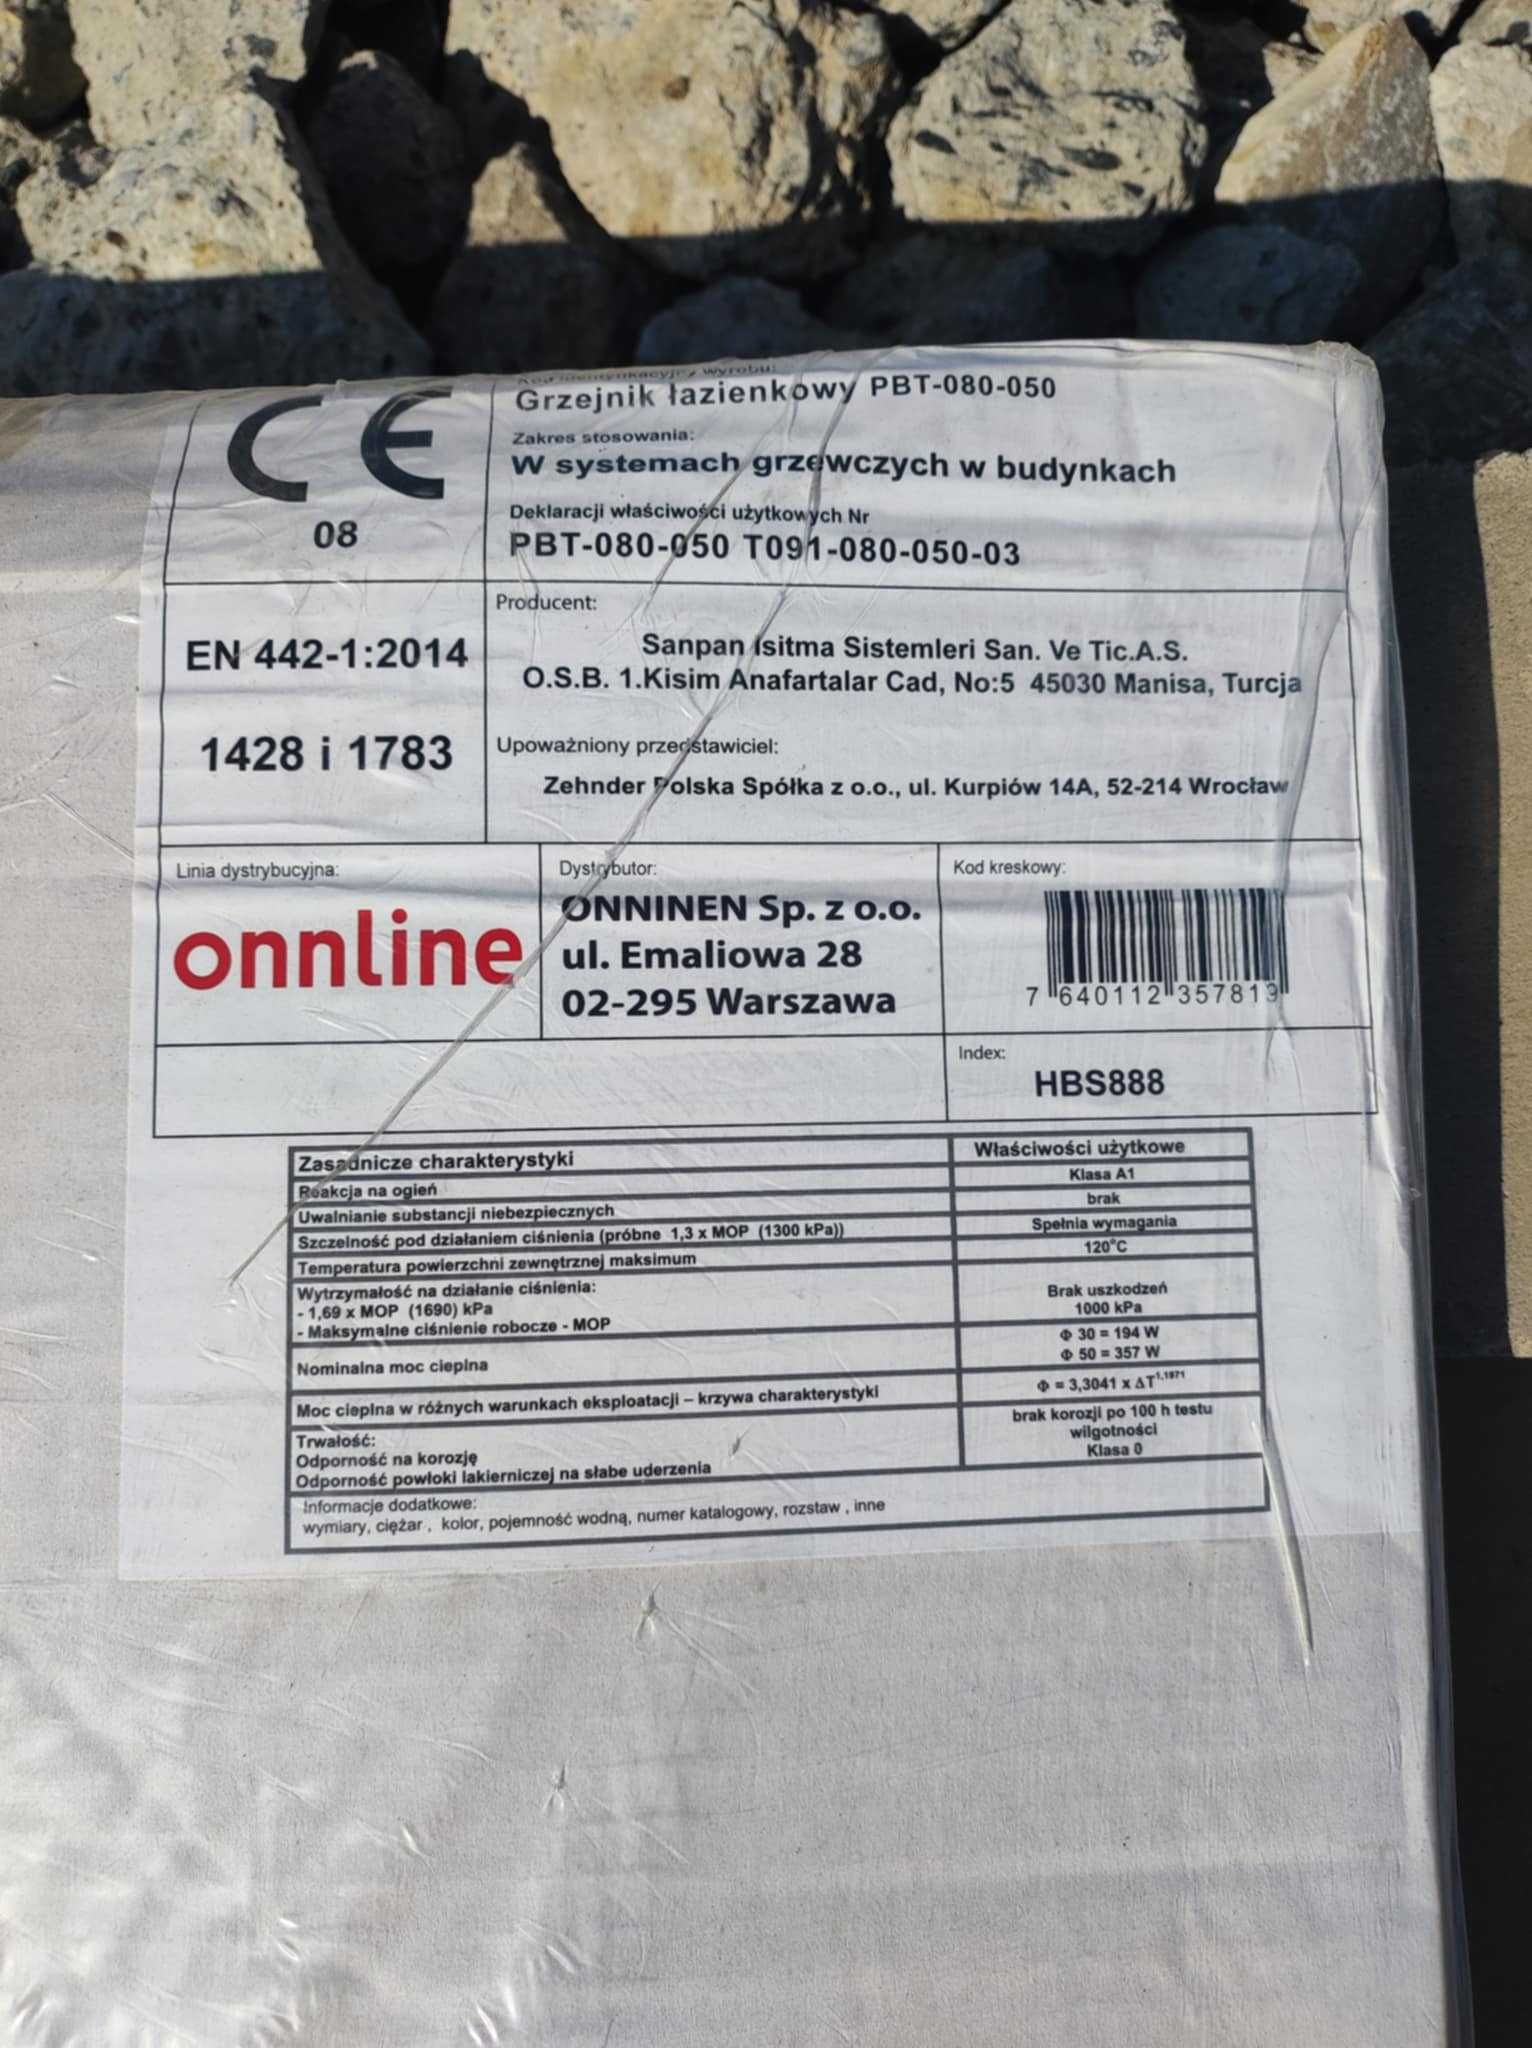 Kod identyfikacyjny wyrobu:
Grzejnik łazienkowy PBT-080-050
Zakres stosowania:
W systemach grzewczych w budynkach
Deklaracji właściwości użytkowych Nr
PBT-080-050 T091-080-050-03
CE
08
EN 442-1:2014
1428 i 1783
Producent:
Sanpan Isitma Sistemleri San. Ve Tic.A.S.
O.S.B. 1.Kisim Anafartalar Cad, No:5 45030 Manisa, Turcja
Upoważniony przedstawiciel:
Zehnder Polska Spółka z o.o., ul. Kurpiów 14A, 52-214 Wrocław
Linia dystrybucyjna:
onnline
Dystrybutor:
ONNINEN Sp. z o.o.
ul. Emaliowa 28
02-295 Warszawa
Kod kreskowy:
7 640112 357819
Index:
HBS888
Zasadnicze charakterystyki Właściwości użytkowe
Reakcja na ogień Klasa A1
Uwalnianie substancji niebezpiecznych brak
Szczelność pod działaniem ciśnienia (próbne 1,3 x MOP (1300 kPa)) Spełnia wymagania
Temperatura powierzchni zewnętrznej maksimum 120°C
Wytrzymałość na działanie ciśnienia:
- 1,69 x MOP (1690) kPa Brak uszkodzeń
- Maksymalne ciśnienie robocze - MOP 1000 kPa
Nominalna moc cieplna Φ 30 = 194 W
Φ 50 = 357 W
Moc cieplna w różnych warunkach eksploatacji – krzywa charakterystyki Φ = 3,3041 x ΔT^1,1971
Trwałość:
Odporność na korozję brak korozji po 100 h testu
wilgotności
Odporność powłoki lakierniczej na słabe uderzenia Klasa 0
Informacje dodatkowe:
wymiary, ciężar , kolor, pojemność wodną, numer katalogowy, rozstaw , inne